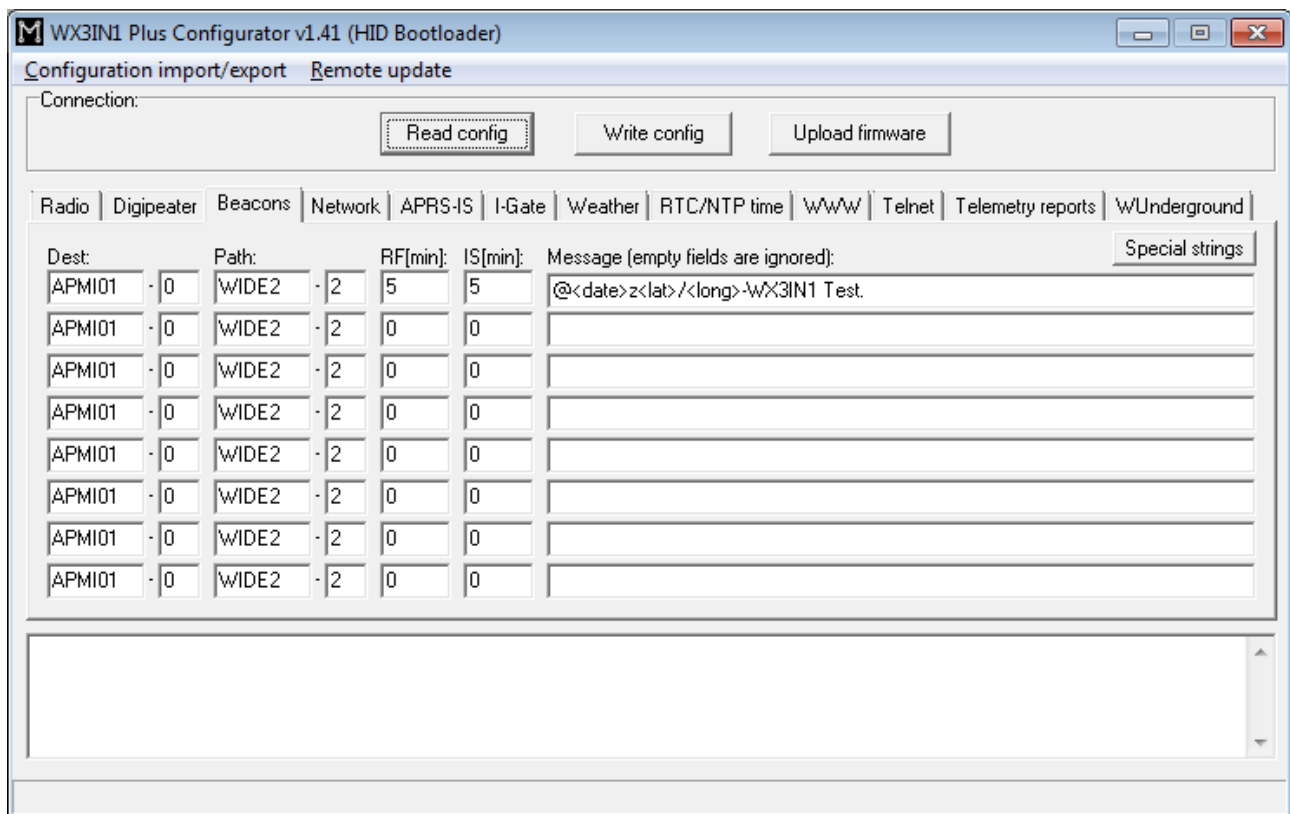 WX3IN1 Plus Configurator v1.41 (HID Bootloader)
Configuration import/export Remote update
Connection:
Read config Write config Upload firmware
Radio Digipeater Beacons Network APRS-IS I-Gate Weather RTC/NTP time WWW Telnet Telemetry reports WUnderground
Special strings
Dest: Path: RF[min]: IS[min]: Message (empty fields are ignored):
APMI01 - 0 WIDE2 - 2 5 5 @<date>z<lat>/<long>-WX3IN1 Test.
APMI01 - 0 WIDE2 - 2 0 0
APMI01 - 0 WIDE2 - 2 0 0
APMI01 - 0 WIDE2 - 2 0 0
APMI01 - 0 WIDE2 - 2 0 0
APMI01 - 0 WIDE2 - 2 0 0
APMI01 - 0 WIDE2 - 2 0 0
APMI01 - 0 WIDE2 - 2 0 0